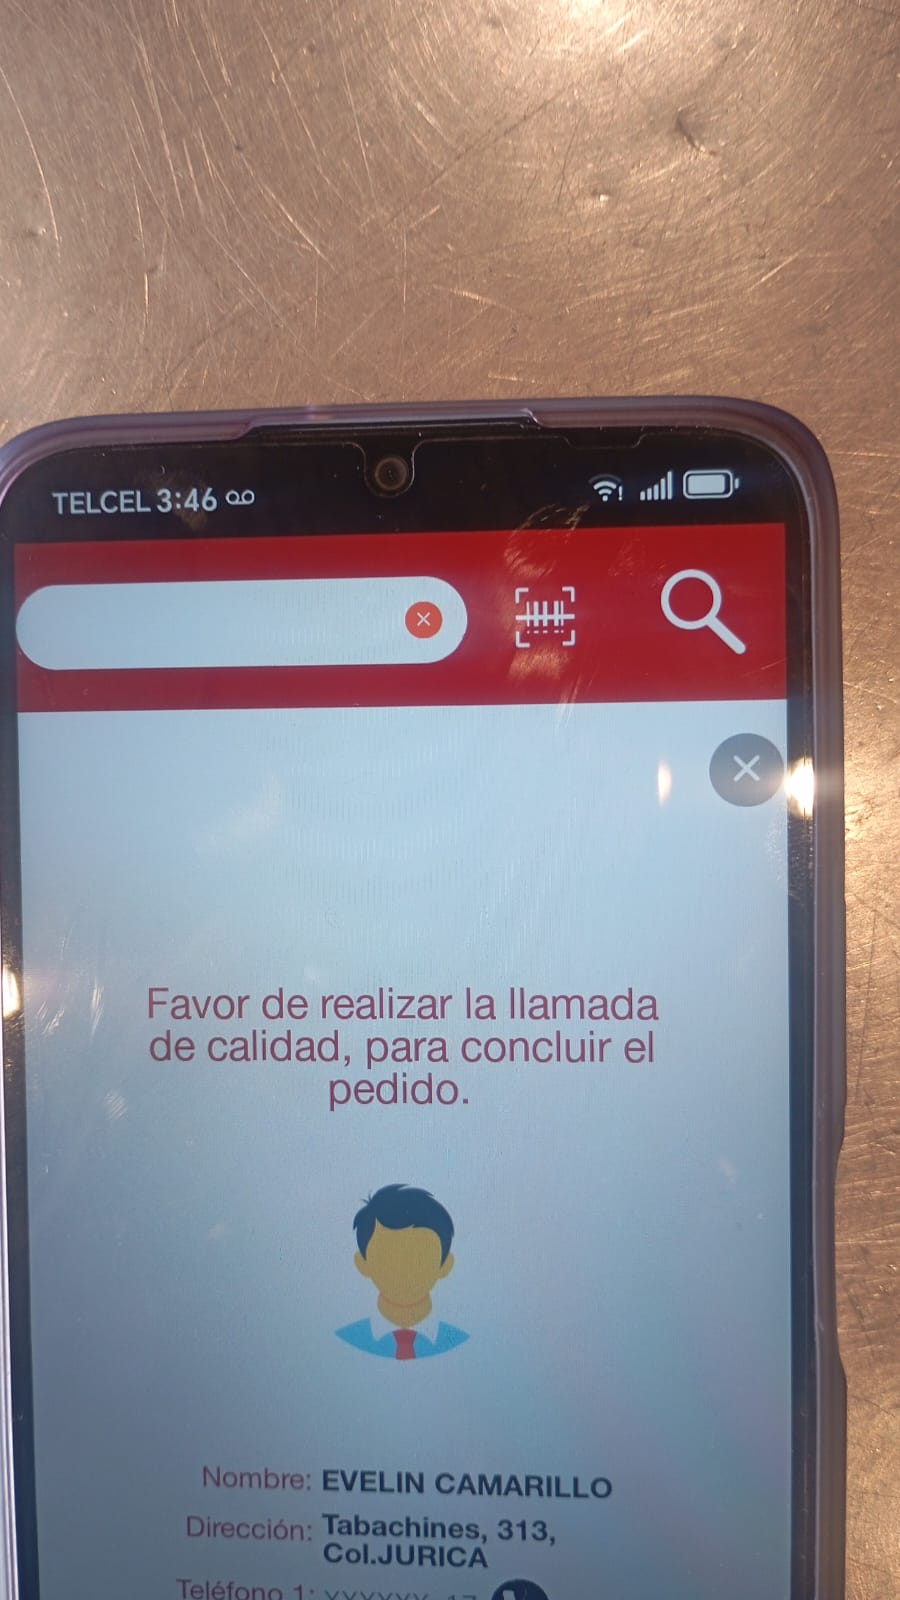 TELCEL 3:46
Favor de realizar la llamada
de calidad, para concluir el
pedido.
Nombre: EVELIN CAMARILLO
Dirección: Tabachines, 313,
Col.JURICA
Teléfono 1: